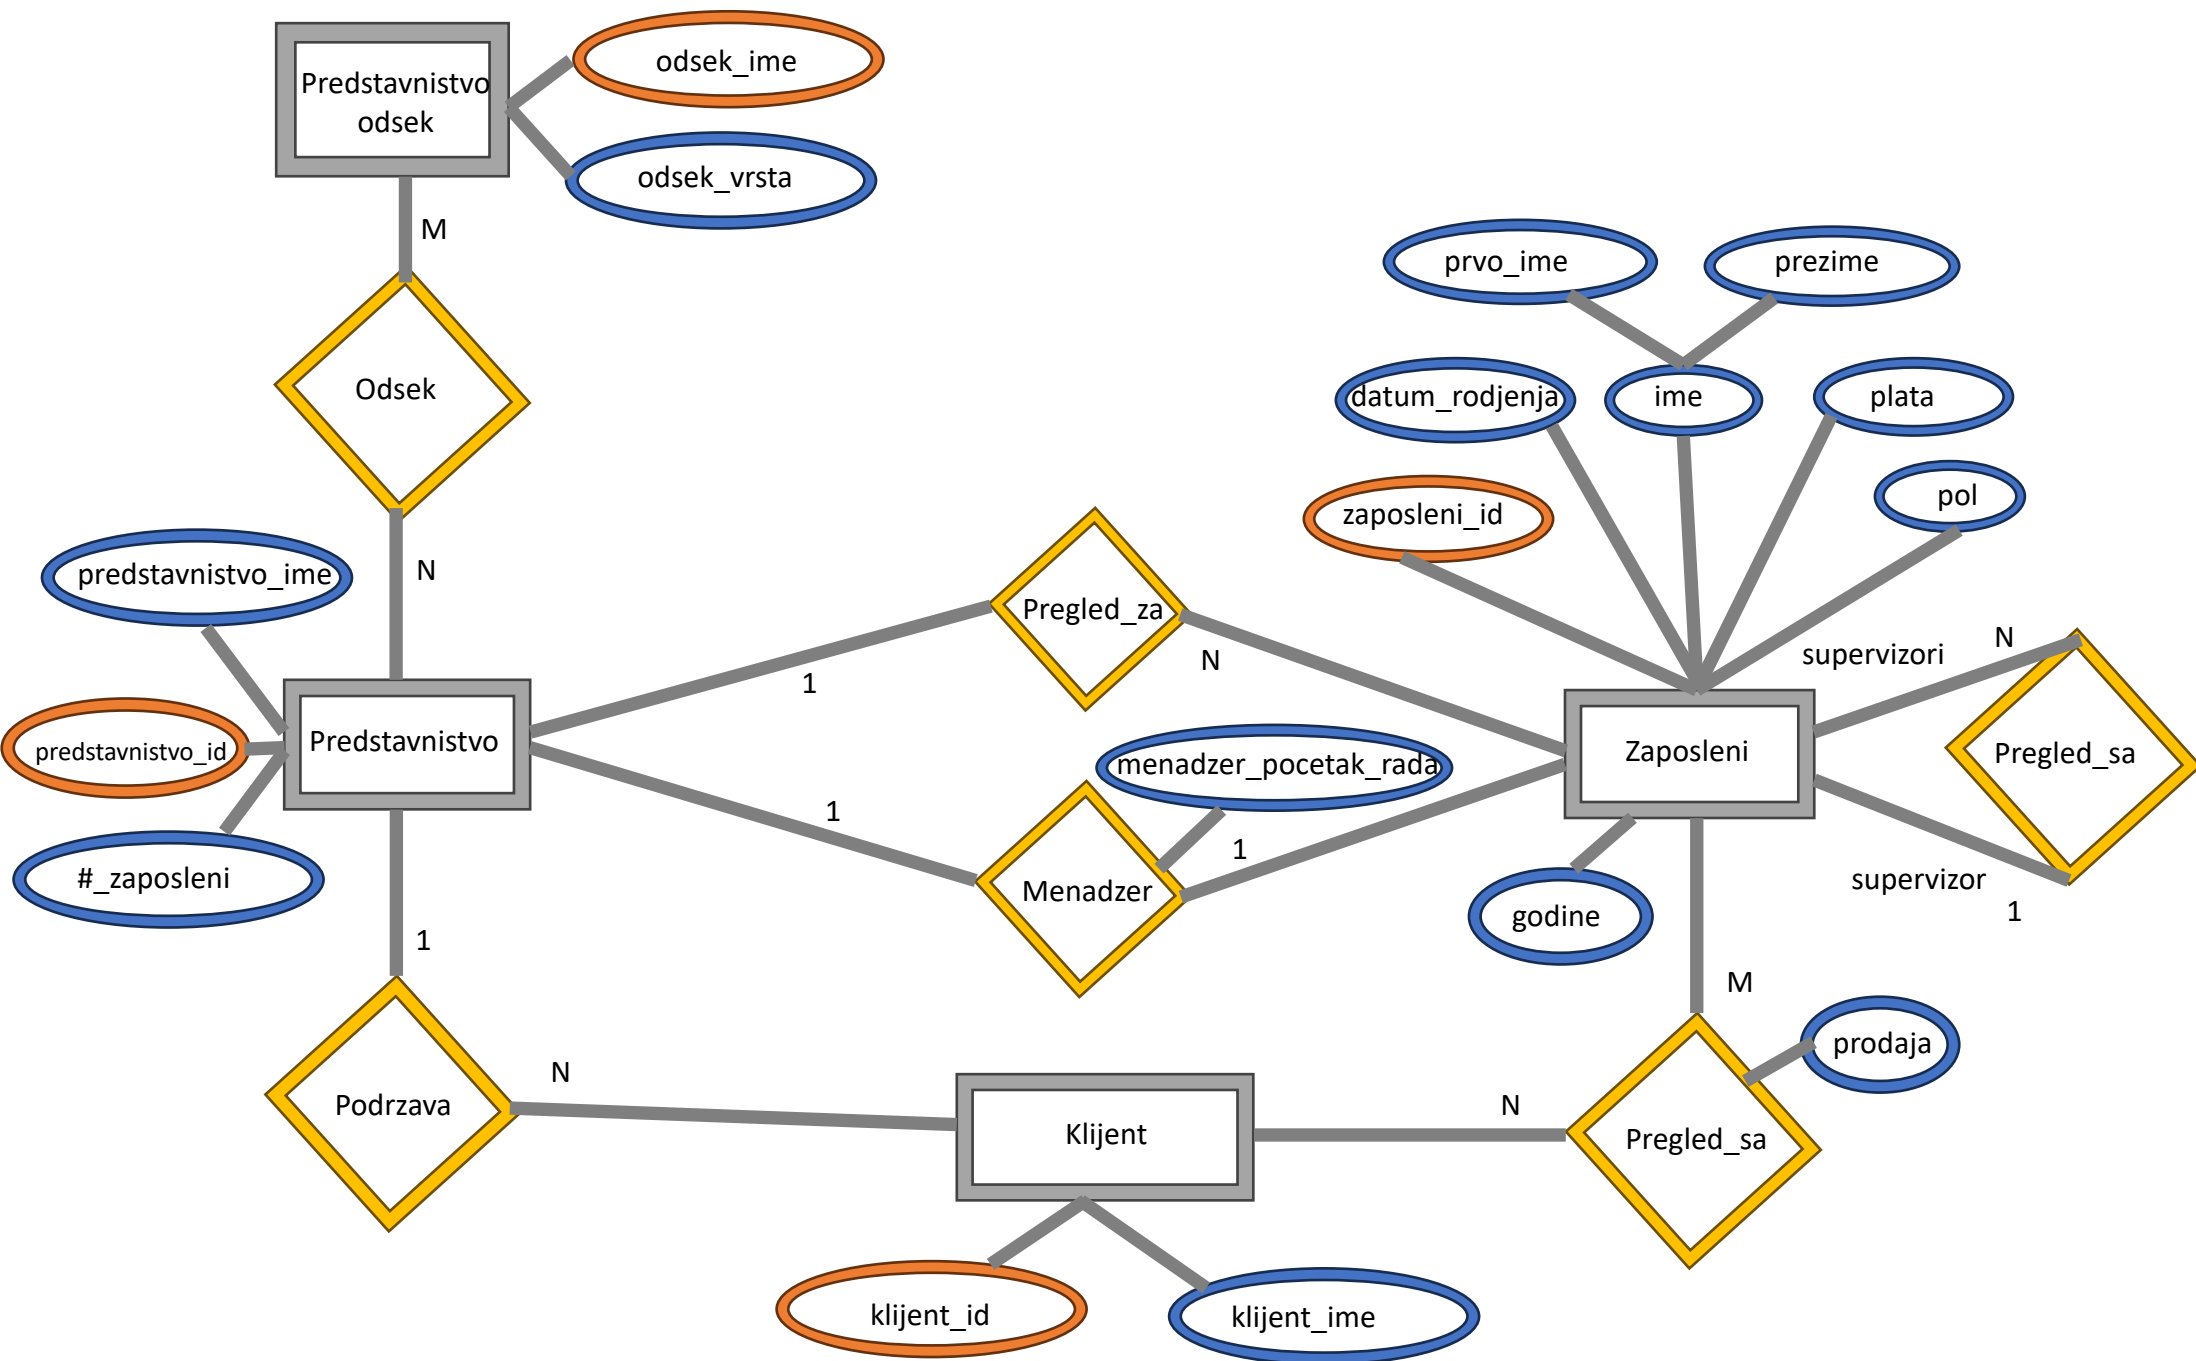 Predstavnistvo
odsek
odsek_ime
odsek_vrsta
M
Odsek
N
prvo_ime
prezime
datum_rodjenja
ime
plata
zaposleni_id
pol
predstavnistvo_ime
predstavnistvo_id
#_zaposleni
Predstavnistvo
1
Pregled_za
N
1
menadzer_pocetak_rada
Menadzer
1
supervizori
N
Zaposleni
Pregled_sa
supervizor
1
godine
1
Podrzava
N
Klijent
N
M
prodaja
Pregled_sa
klijent_id
klijent_ime